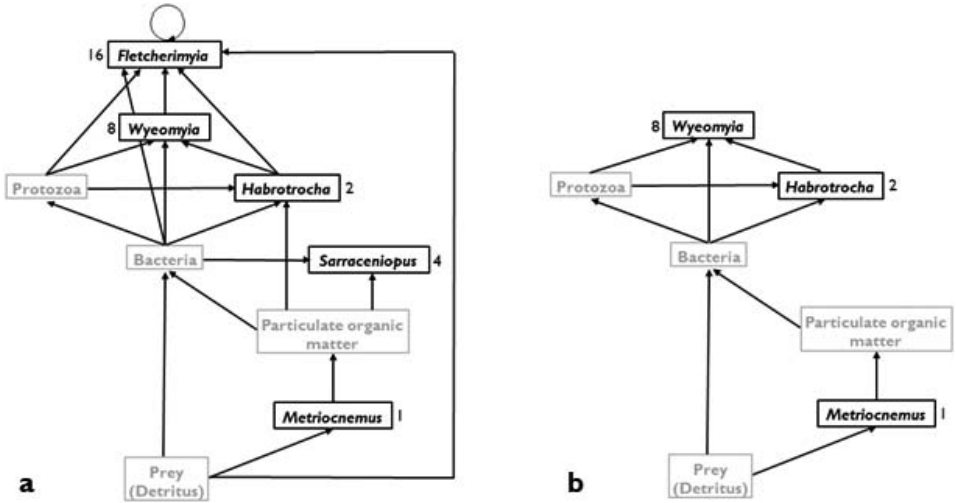 16 Fletcherimyia
8 Wyeomyia
Protozoa
Habrotrocha 2
Bacteria
Sarraceniopus 4
Particulate organic
matter
Metriocnemus 1
Prey
(Detritus)
a
8 Wyeomyia
Protozoa
Habrotrocha 2
Bacteria
Particulate organic
matter
Metriocnemus 1
Prey
(Detritus)
b